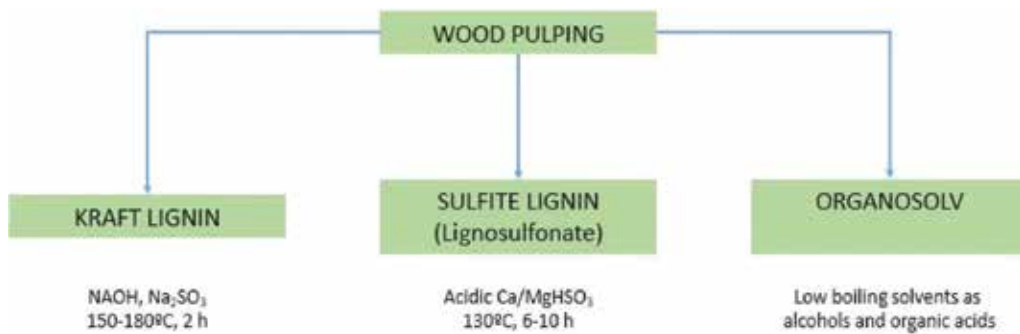 WOOD PULPING
KRAFT LIGNIN
SULFITE LIGNIN
(Lignosulfonate)
ORGANOSOLV
NAOH, Na₂SO₃
150-180ºC, 2 h
Acidic Ca/MgHSO₃
130ºC, 6-10 h
Low boiling solvents as
alcohols and organic acids